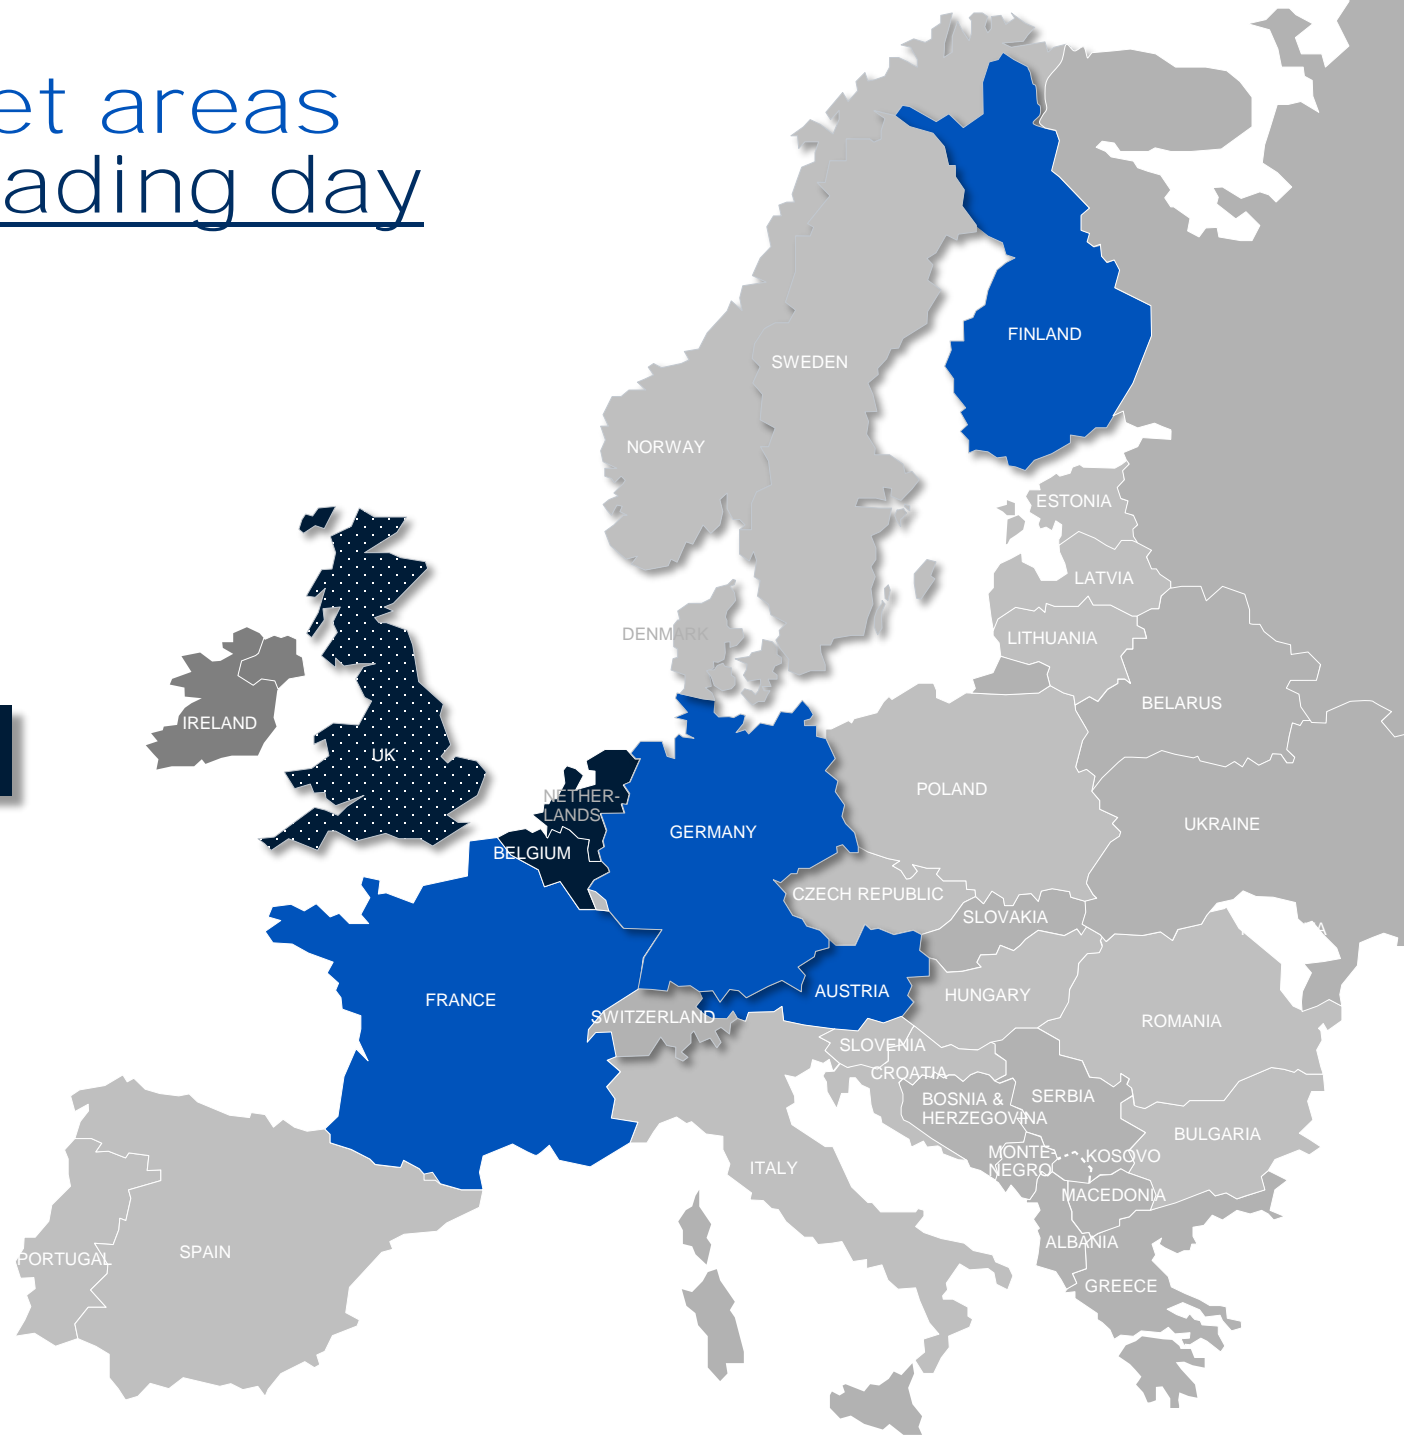 et areas
ading day
FINLAND
SWEDEN
NORWAY
ESTONIA
LATVIA
DENMARK
LITHUANIA
BELARUS
IRELAND
UK
NETHER-
LANDS
POLAND
UKRAINE
GERMANY
BELGIUM
CZECH REPUBLIC
SLOVAKIA
FRANCE
AUSTRIA
HUNGARY
SWITZERLAND
ROMANIA
SLOVENIA
CROATIA
BOSNIA &
HERZEGOVINA
SERBIA
BULGARIA
MONTE-
NEGRO
KOSOVO
ITALY
MACEDONIA
PORTUGAL
SPAIN
ALBANIA
GREECE